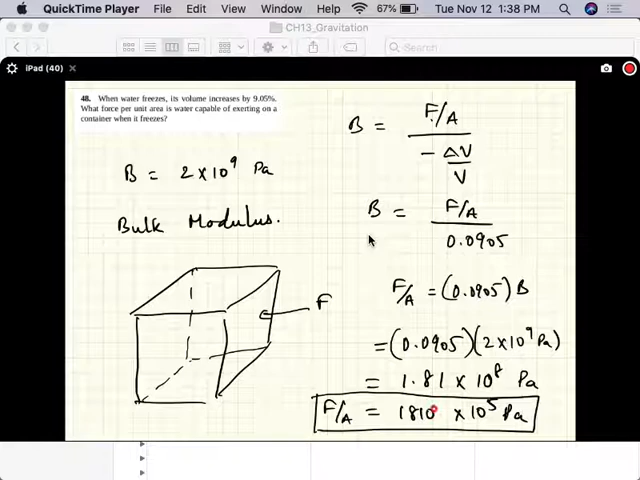 QuickTime Player File Edit View Window Help 67% Tue Nov 12 1:38 PM
CH13_Gravitation
Search
iPad (40)
48. When water freezes, its volume increases by 9.05%.
What force per unit area is water capable of exerting on a
container when it freezes?
B = 2×10⁹ Pa
Bulk Modulus.
F
B = F/A
- ΔV
V
B = F/A
0.0905
F/A = (0.0905) B
= (0.0905)(2×10⁹ Pa)
= 1.81 × 10⁸ Pa
F/A = 1810 × 10⁵ Pa